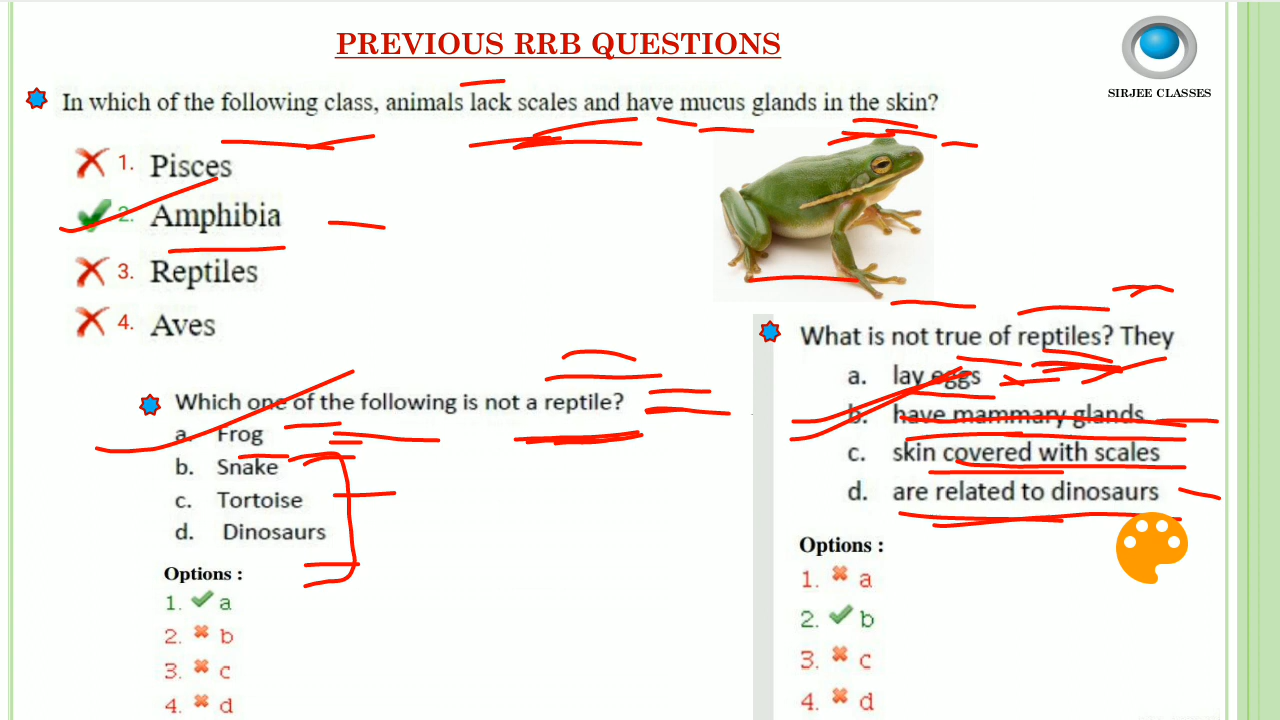 PREVIOUS RRB QUESTIONS
SIRJEE CLASSES
In which of the following class, animals lack scales and have mucus glands in the skin?
1. Pisces
2. Amphibia
3. Reptiles
4. Aves
Which one of the following is not a reptile?
a. Frog
b. Snake
c. Tortoise
d. Dinosaurs
Options :
1. a
2. b
3. c
4. d
What is not true of reptiles? They
a. lay eggs
b. have mammary glands
c. skin covered with scales
d. are related to dinosaurs
Options :
1. a
2. b
3. c
4. d